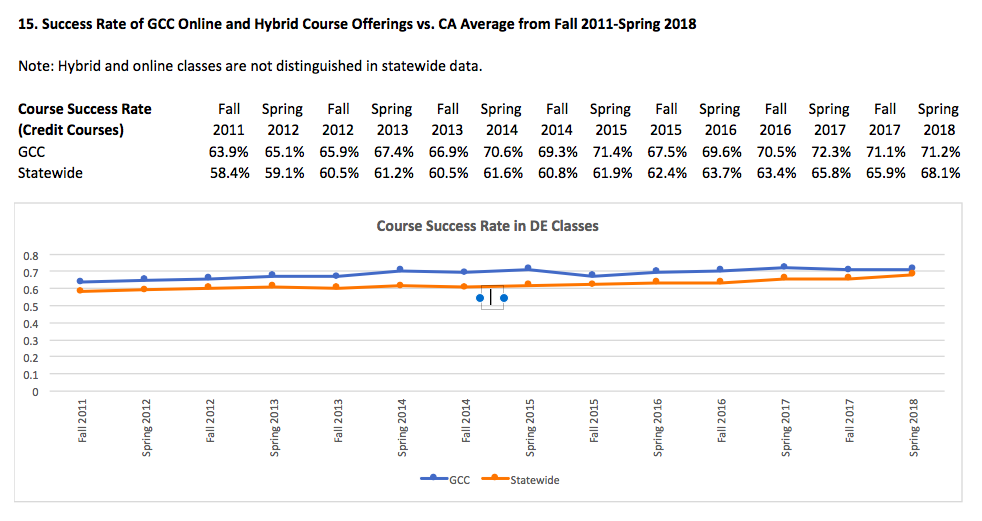 15. Success Rate of GCC Online and Hybrid Course Offerings vs. CA Average from Fall 2011-Spring 2018
Note: Hybrid and online classes are not distinguished in statewide data.
Course Success Rate Fall Spring Fall Spring Fall Spring Fall Spring Fall Spring Fall Spring Fall Spring
(Credit Courses) 2011 2012 2012 2013 2013 2014 2014 2015 2015 2016 2016 2017 2017 2018
GCC 63.9% 65.1% 65.9% 67.4% 66.9% 70.6% 69.3% 71.4% 67.5% 69.6% 70.5% 72.3% 71.1% 71.2%
Statewide 58.4% 59.1% 60.5% 61.2% 60.5% 61.6% 60.8% 61.9% 62.4% 63.7% 63.4% 65.8% 65.9% 68.1%
Course Success Rate in DE Classes
0.8
0.7
0.6
0.5
0.4
0.3
0.2
0.1
0
Fall 2011
Spring 2012
Fall 2012
Spring 2013
Fall 2013
Spring 2014
Fall 2014
Spring 2015
Fall 2015
Spring 2016
Fall 2016
Spring 2017
Fall 2017
Spring 2018
GCC Statewide